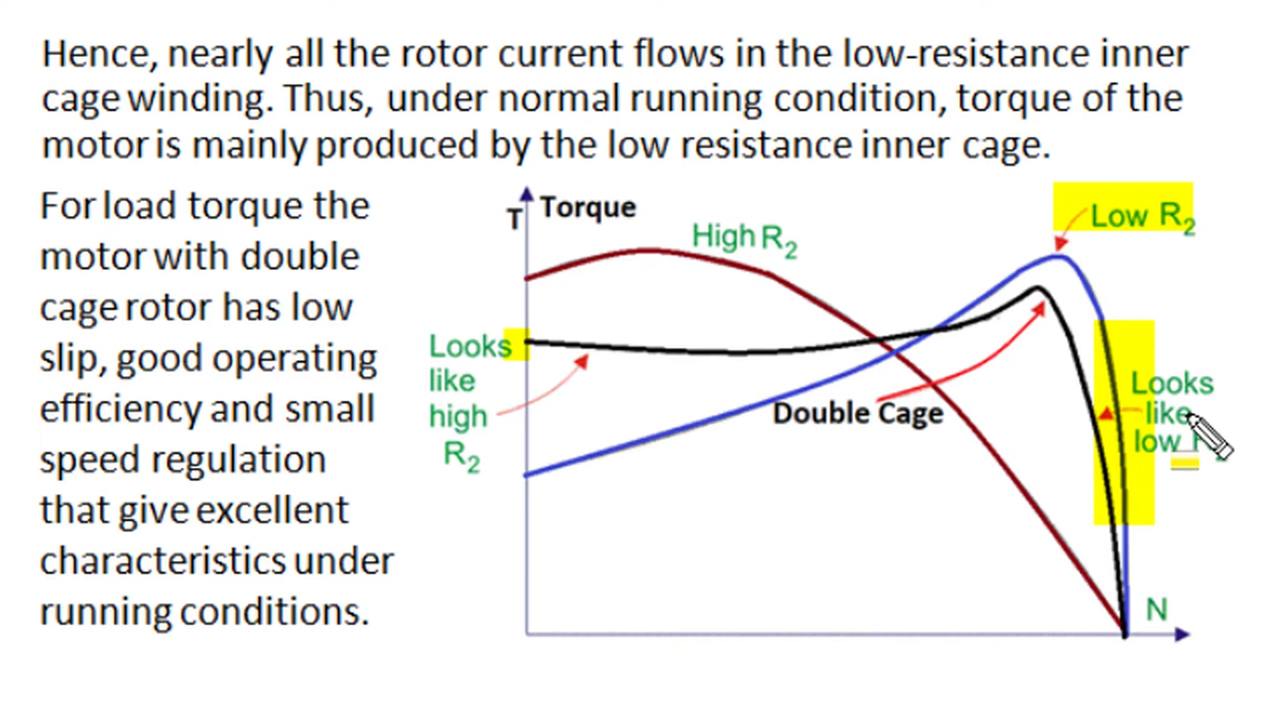 Hence, nearly all the rotor current flows in the low-resistance inner
cage winding. Thus, under normal running condition, torque of the
motor is mainly produced by the low resistance inner cage.
For load torque the
motor with double
cage rotor has low
slip, good operating
efficiency and small
speed regulation
that give excellent
characteristics under
running conditions.
T Torque
High R2
Low R2
Looks
like
high
R2
Double Cage
Looks
like
low
N